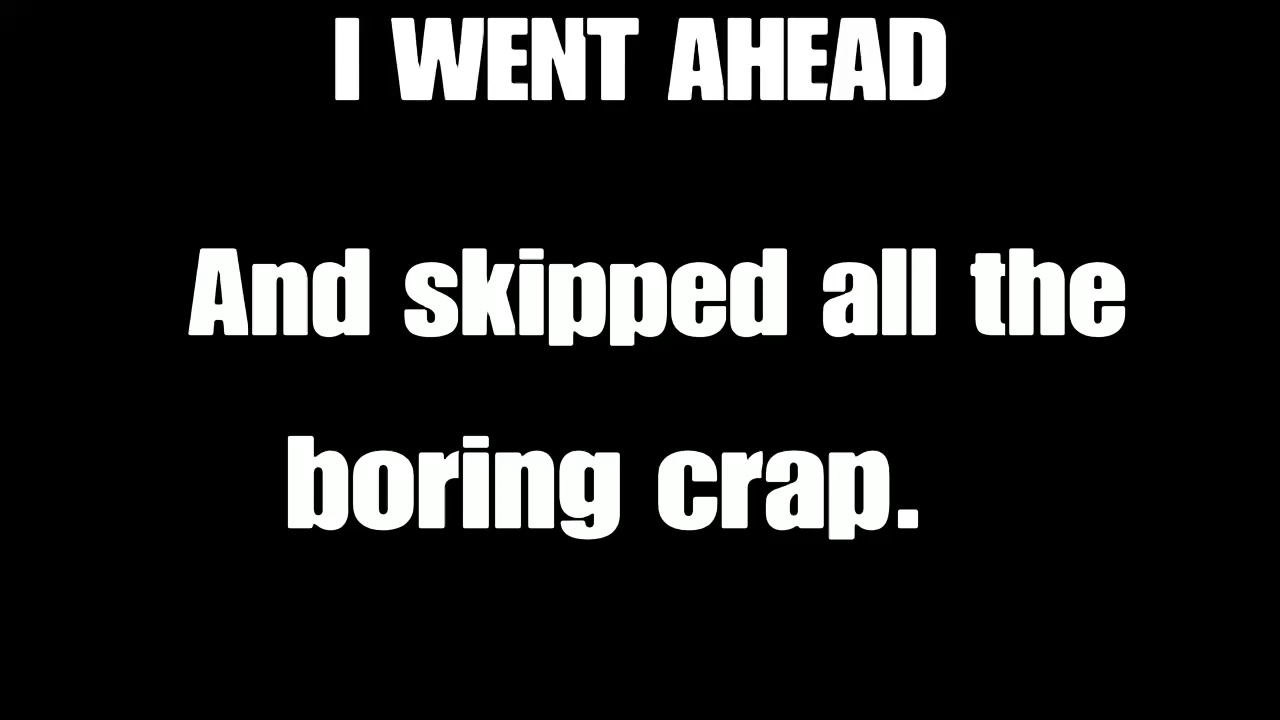 I WENT AHEAD
And skipped all the
boring crap.